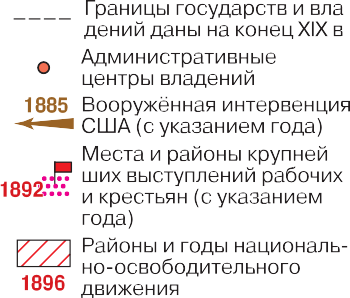 Границы государств и вла
дений даны на конец XIX в
Административные
центры владений
1885 Вооружённая интервенция
США (с указанием года)
Места и районы крупней
1892 ших выступлений рабочих
и крестьян (с указанием
года)
Районы и годы националь-
но-освободительного
1896 движения